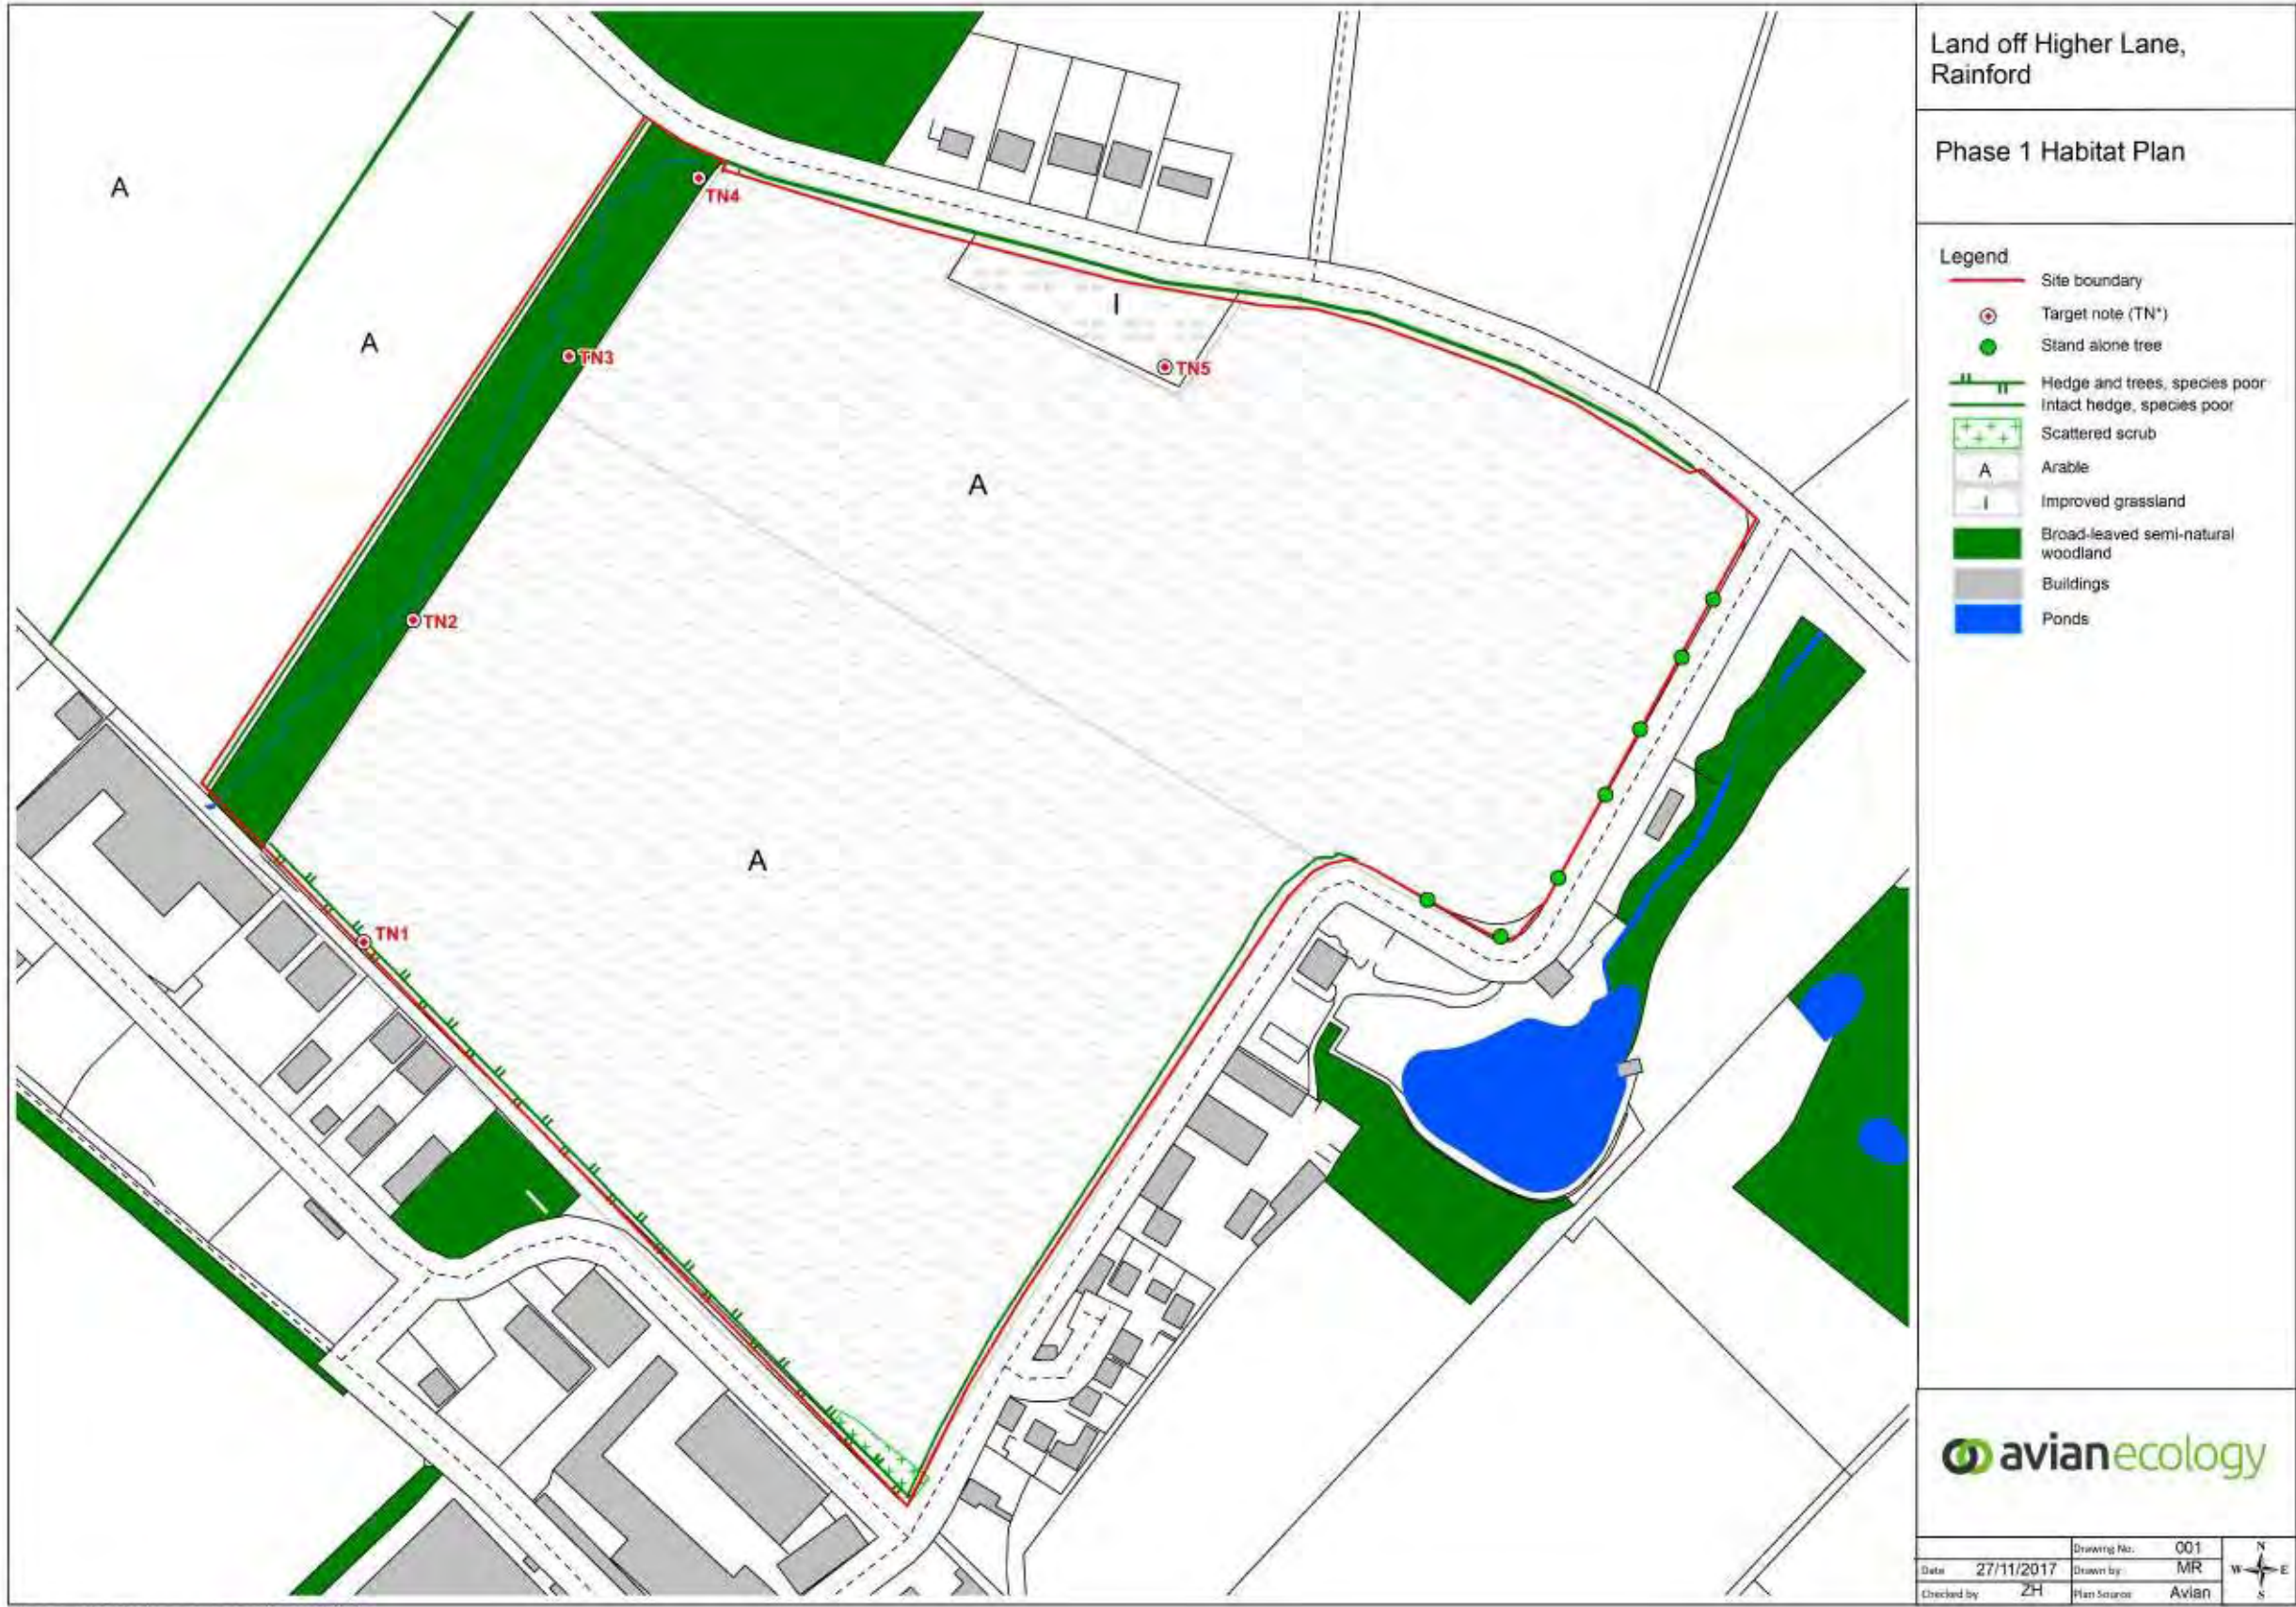 Land off Higher Lane,
Rainford
Phase 1 Habitat Plan
Legend
Site boundary
Target note (TN*)
Stand alone tree
Hedge and trees, species poor
Intact hedge, species poor
Scattered scrub
A Arable
I Improved grassland
Broad-leaved semi-natural
woodland
Buildings
Ponds
A
TN4
I
A
TN3
TN5
A
TN2
A
TN1
avianecology
Drawing No. 001
Date 27/11/2017 Drawn by MR
Checked by ZH Plan Source Avian
N
W E
S